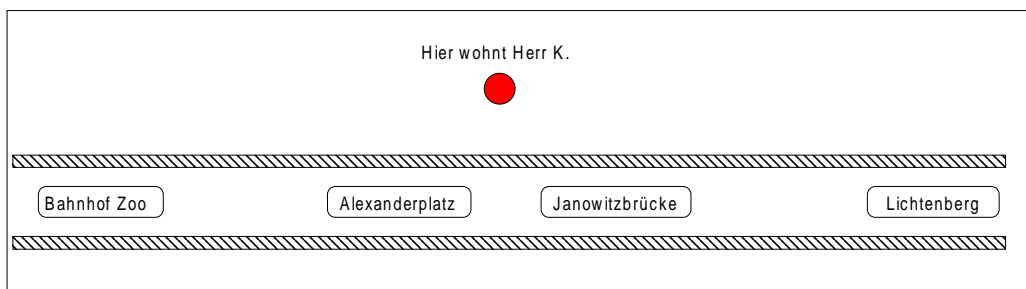 Hier wohnt Herr K.
Bahnhof Zoo Alexanderplatz Janowitzbrücke Lichtenberg